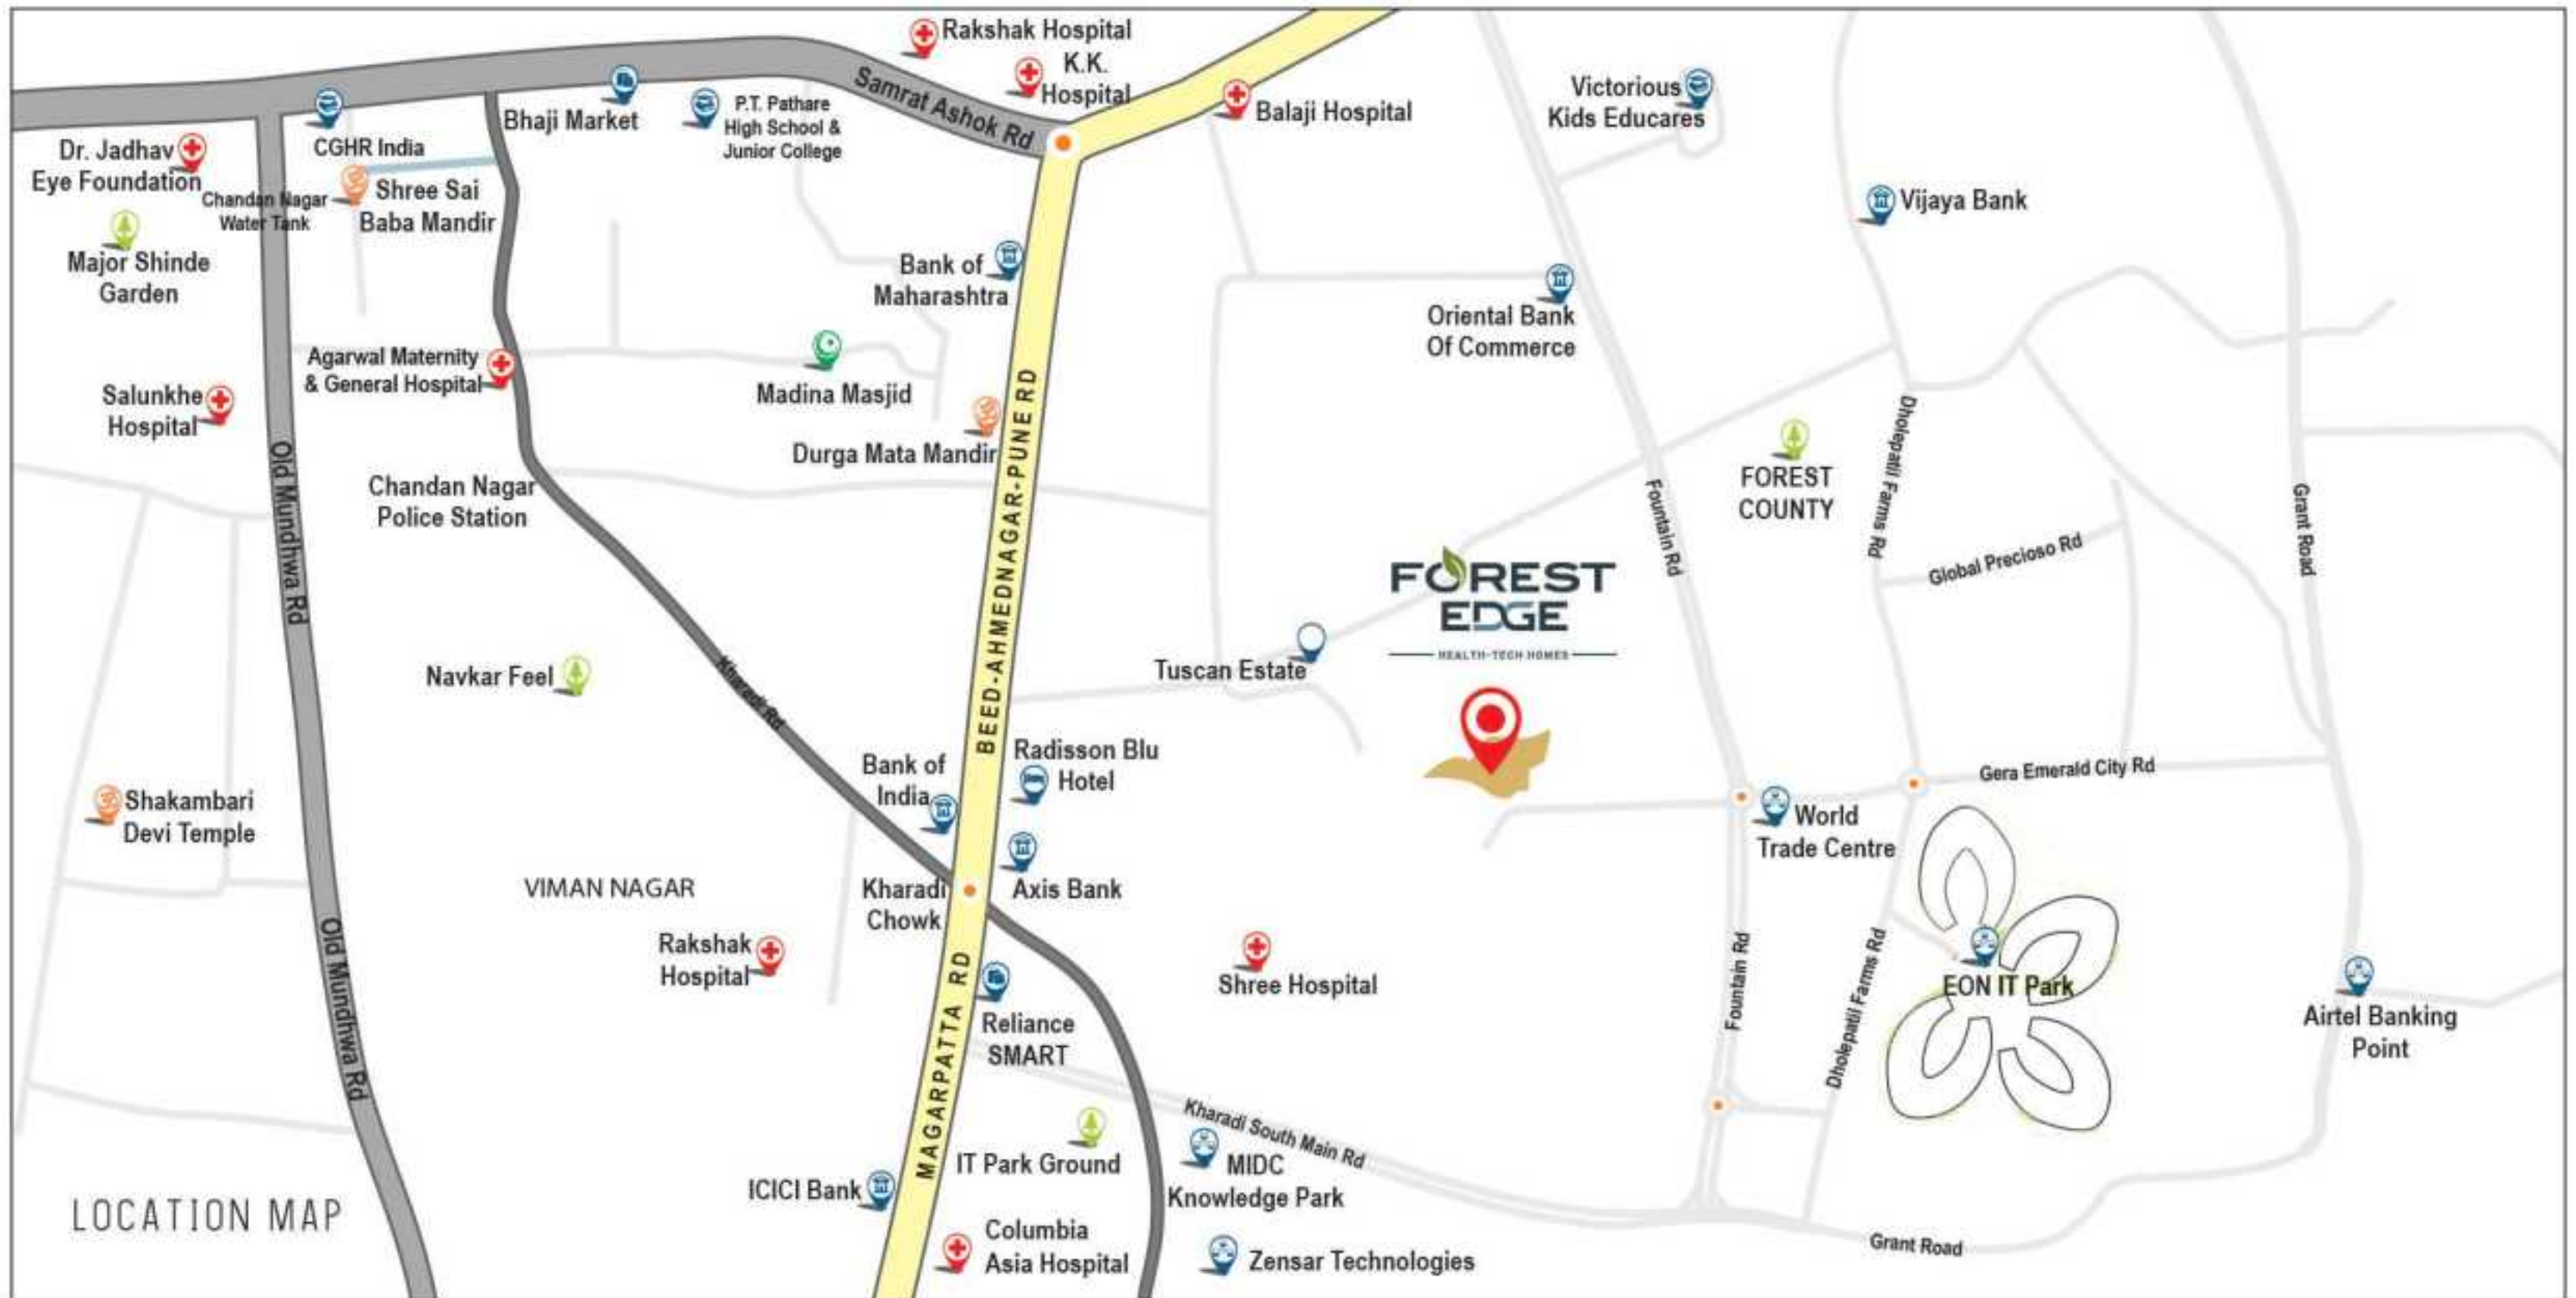 Rakshak Hospital
K.K.
Hospital
Samrat Ashok Rd
Balaji Hospital
Victorious
Kids Educares
Bhaji Market
P.T. Pathare
High School &
Junior College
CGHR India
Dr. Jadhav
Eye Foundation
Chandan Nagar
Water Tank
Shree Sai
Baba Mandir
Major Shinde
Garden
Vijaya Bank
Bank of
Maharashtra
Oriental Bank
Of Commerce
Agarwal Maternity
& General Hospital
Madina Masjid
Salunkhe
Hospital
Durga Mata Mandir
Old Mundhwa Rd
Chandan Nagar
Police Station
BEED-AHMEDNAGAR-PUNE RD
FOREST
COUNTY
Dholepatil Farms Rd
Fountain Rd
Global Precioso Rd
Grant Road
FOREST
EDGE
HEALTH-TECH HOMES
Tuscan Estate
Navkar Feel
Kharadi Rd
Radisson Blu
Hotel
Bank of
India
Gera Emerald City Rd
Shakambari
Devi Temple
World
Trade Centre
VIMAN NAGAR
Kharadi
Chowk
Axis Bank
Rakshak
Hospital
Shree Hospital
Old Mundhwa Rd
MAGARPATTA RD
Fountain Rd
Dholepatil Farms Rd
EON IT Park
Reliance
SMART
Airtel Banking
Point
Kharadi South Main Rd
IT Park Ground
MIDC
Knowledge Park
ICICI Bank
LOCATION MAP
Columbia
Asia Hospital
Zensar Technologies
Grant Road